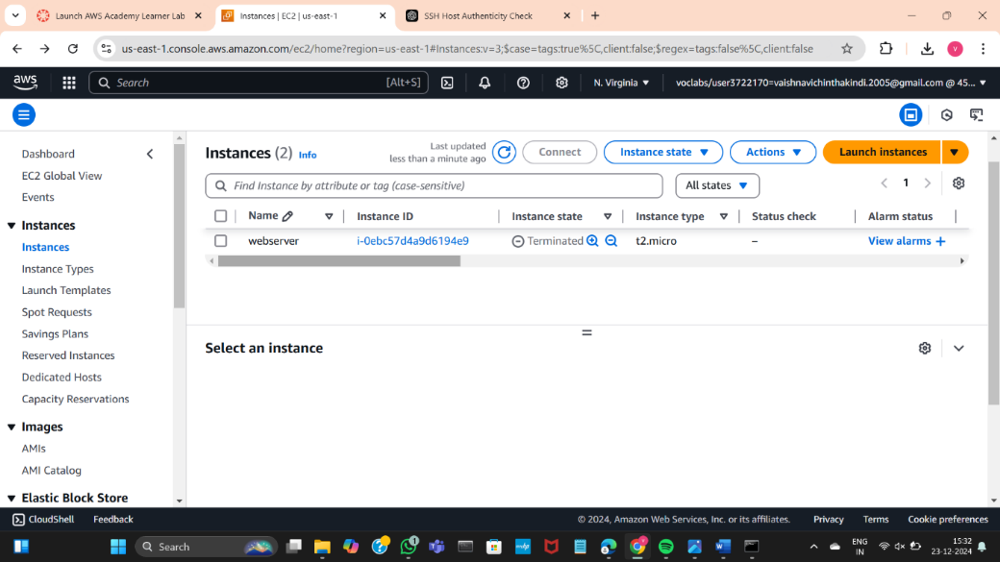 Launch AWS Academy Learner Lab
Instances | EC2 | us-east-1
SSH Host Authenticity Check
us-east-1.console.aws.amazon.com/ec2/home?region=us-east-1#Instances:v=3;$case=tags:true%5C,client:false;$regex=tags:false%5C,client:false
v
aws
Search
[Alt+S]
N. Virginia
voclabs/user3722170=vaishnavichinthakindi.2005@gmail.com @ 45...
Dashboard
EC2 Global View
Events
Instances
Instances
Instance Types
Launch Templates
Spot Requests
Savings Plans
Reserved Instances
Dedicated Hosts
Capacity Reservations
Images
AMIs
AMI Catalog
Elastic Block Store
Instances (2) Info
Last updated
less than a minute ago
Connect
Instance state
Actions
Launch instances
Find Instance by attribute or tag (case-sensitive)
All states
1
Name
Instance ID
Instance state
Instance type
Status check
Alarm status
webserver
i-0ebc57d4a9d6194e9
Terminated
t2.micro
–
View alarms +
Select an instance
CloudShell
Feedback
© 2024, Amazon Web Services, Inc. or its affiliates.
Privacy
Terms
Cookie preferences
Search
ENG
IN
15:32
23-12-2024